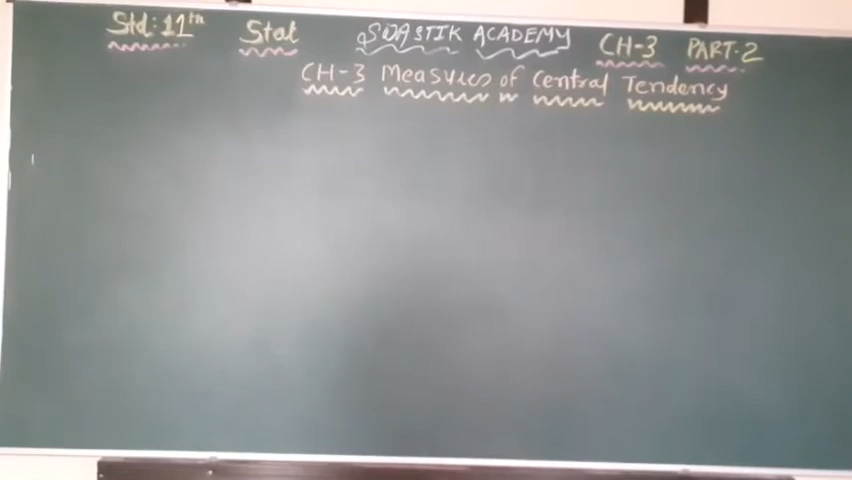 Std: 11th Stat SWASTIK ACADEMY CH-3 PART-2
CH-3 Measures of Central Tendency